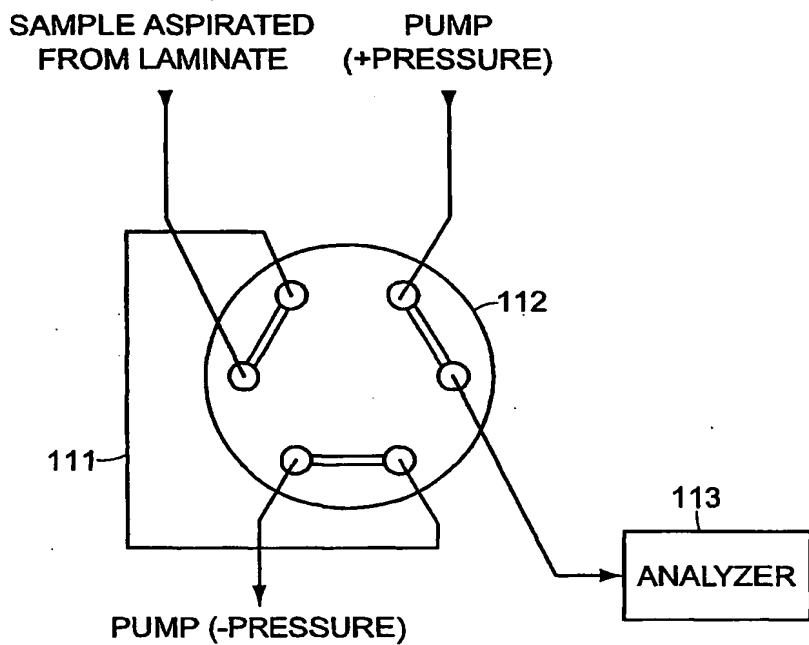 SAMPLE ASPIRATED
FROM LAMINATE
PUMP
(+PRESSURE)
112
111
113
ANALYZER
PUMP (-PRESSURE)